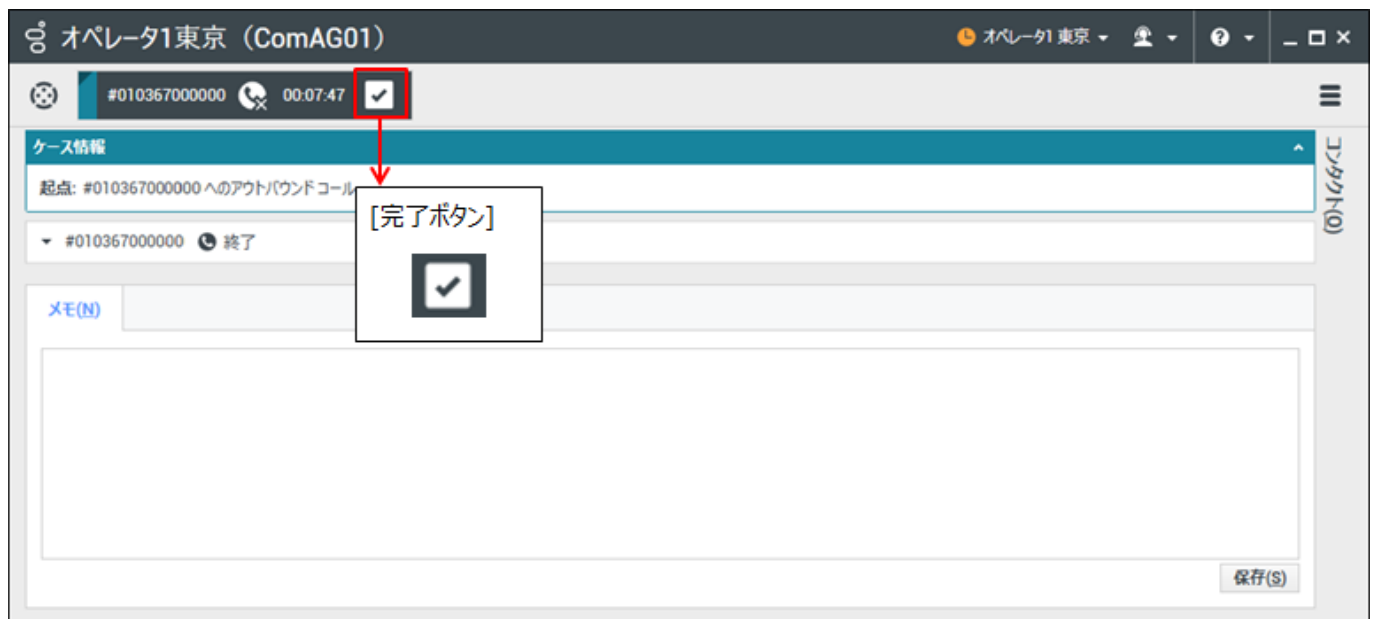 オペレータ1東京（ComAG01）
オペレータ1 東京
#010367000000 00:07:47
ケース情報
起点: #010367000000 へのアウトバウンド コール
[完了ボタン]
#010367000000 終了
メモ(N)
保存(S)
コンタクト(O)